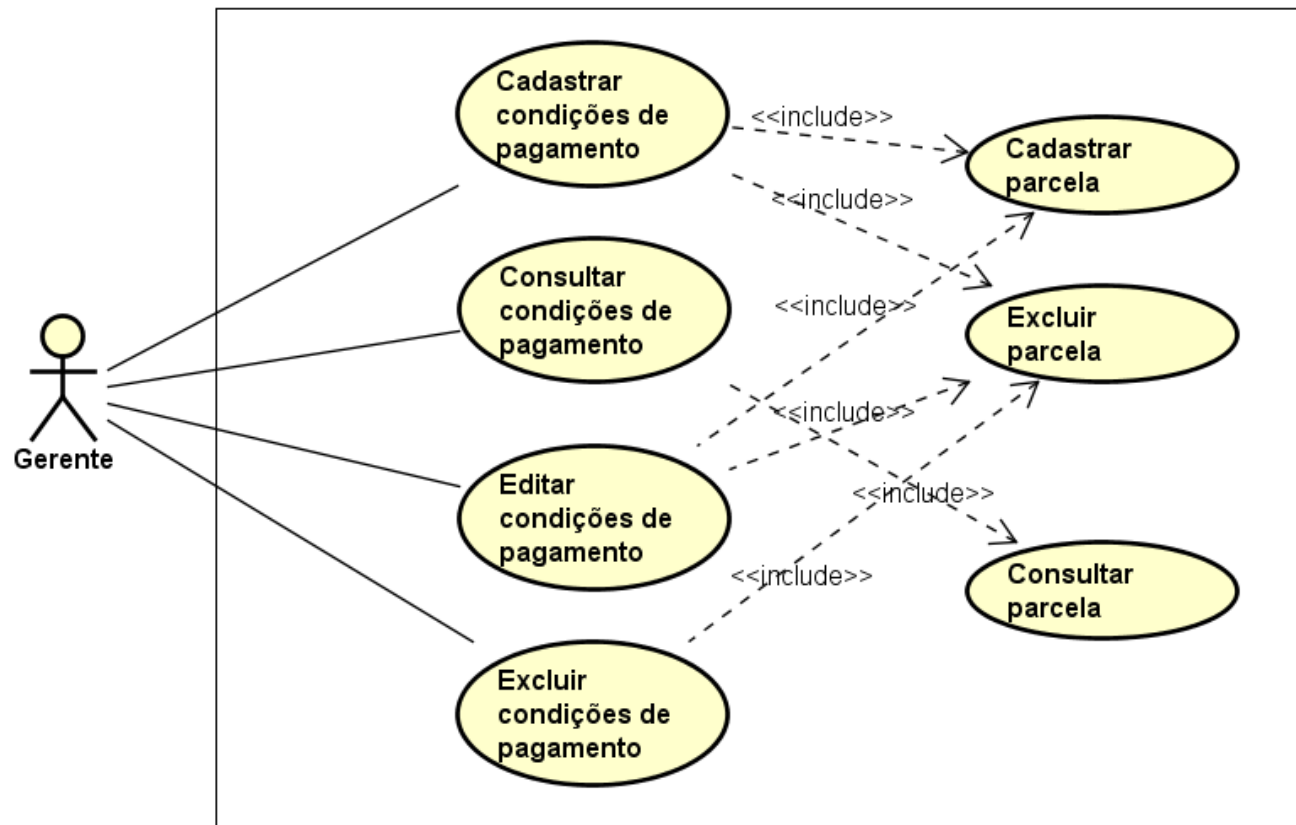 Cadastrar
condições de
pagamento
<<include>>
Cadastrar
parcela
<<include>>
Consultar
condições de
pagamento
<<include>>
Excluir
parcela
Gerente
<<include>>
Editar
condições de
pagamento
<<include>>
Consultar
parcela
<<include>>
Excluir
condições de
pagamento